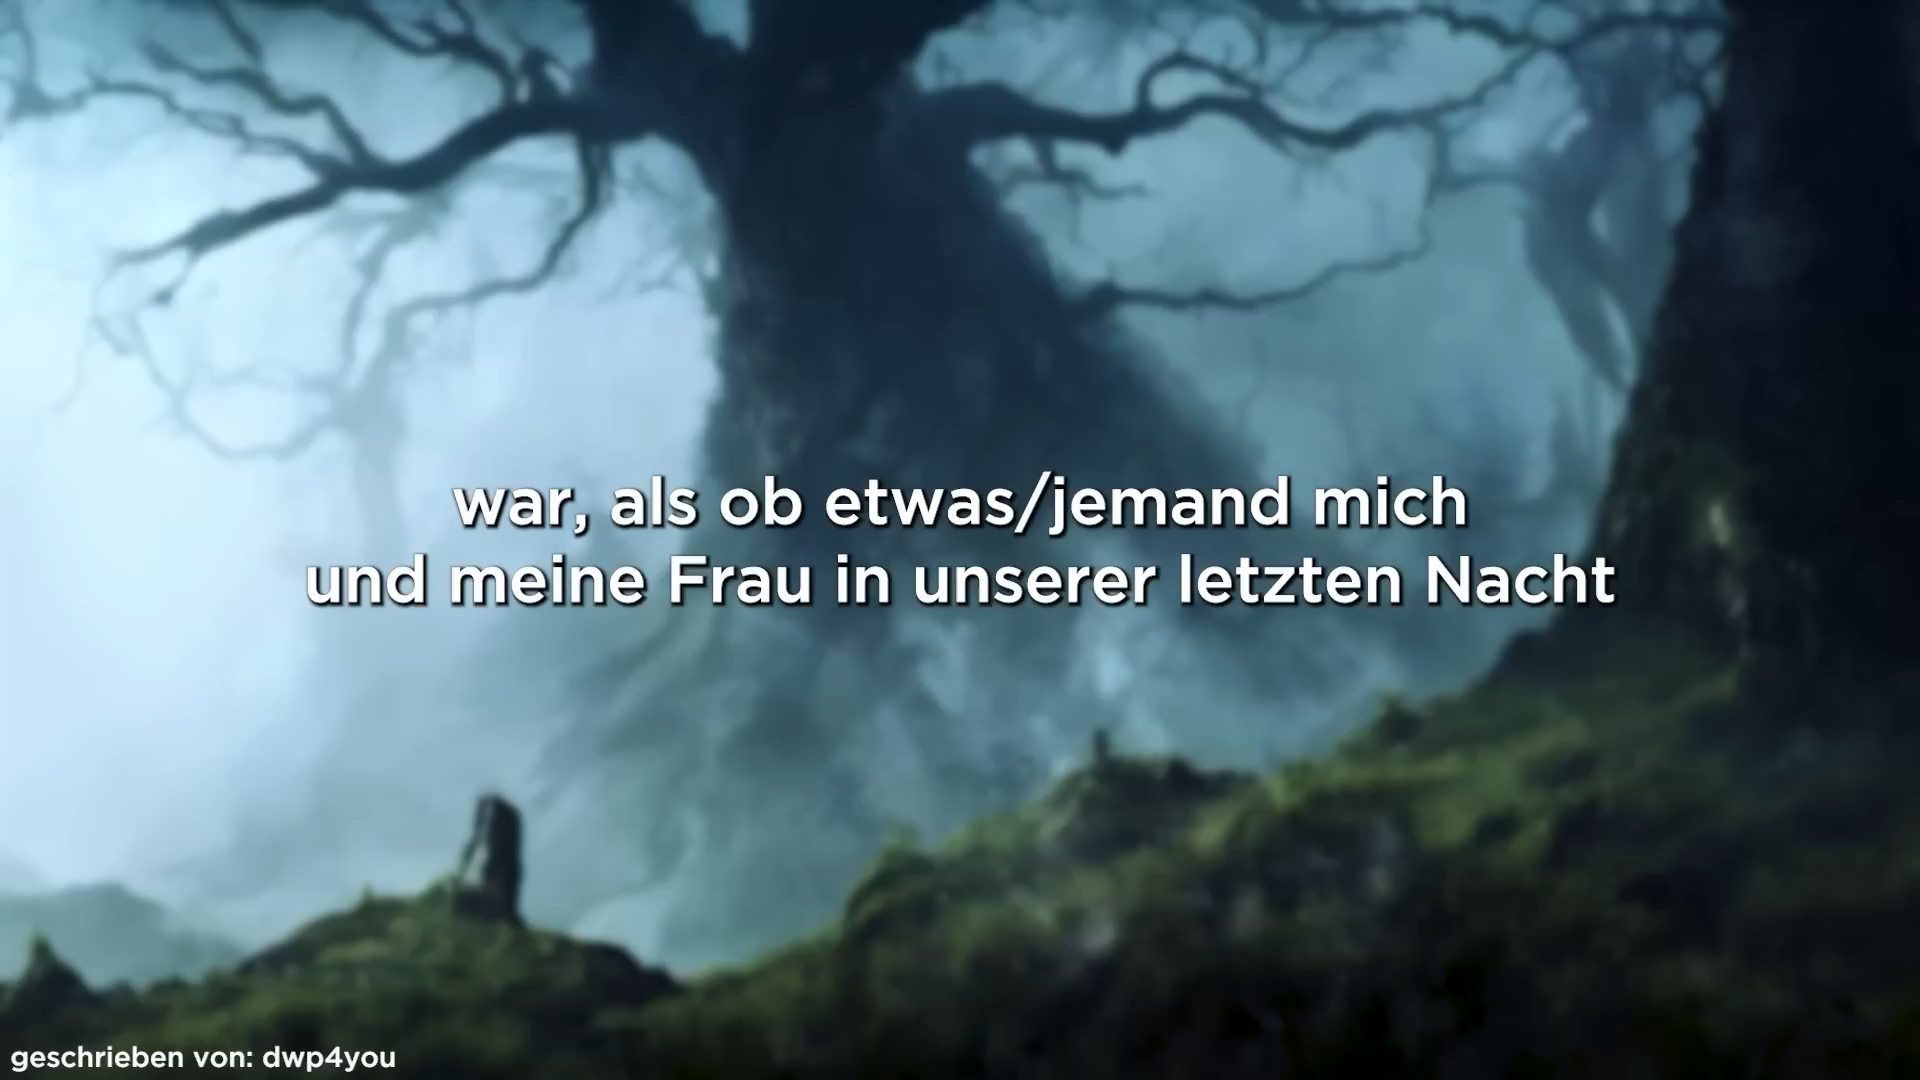 war, als ob etwas/jemand mich
und meine Frau in unserer letzten Nacht
geschrieben von: dwp4you